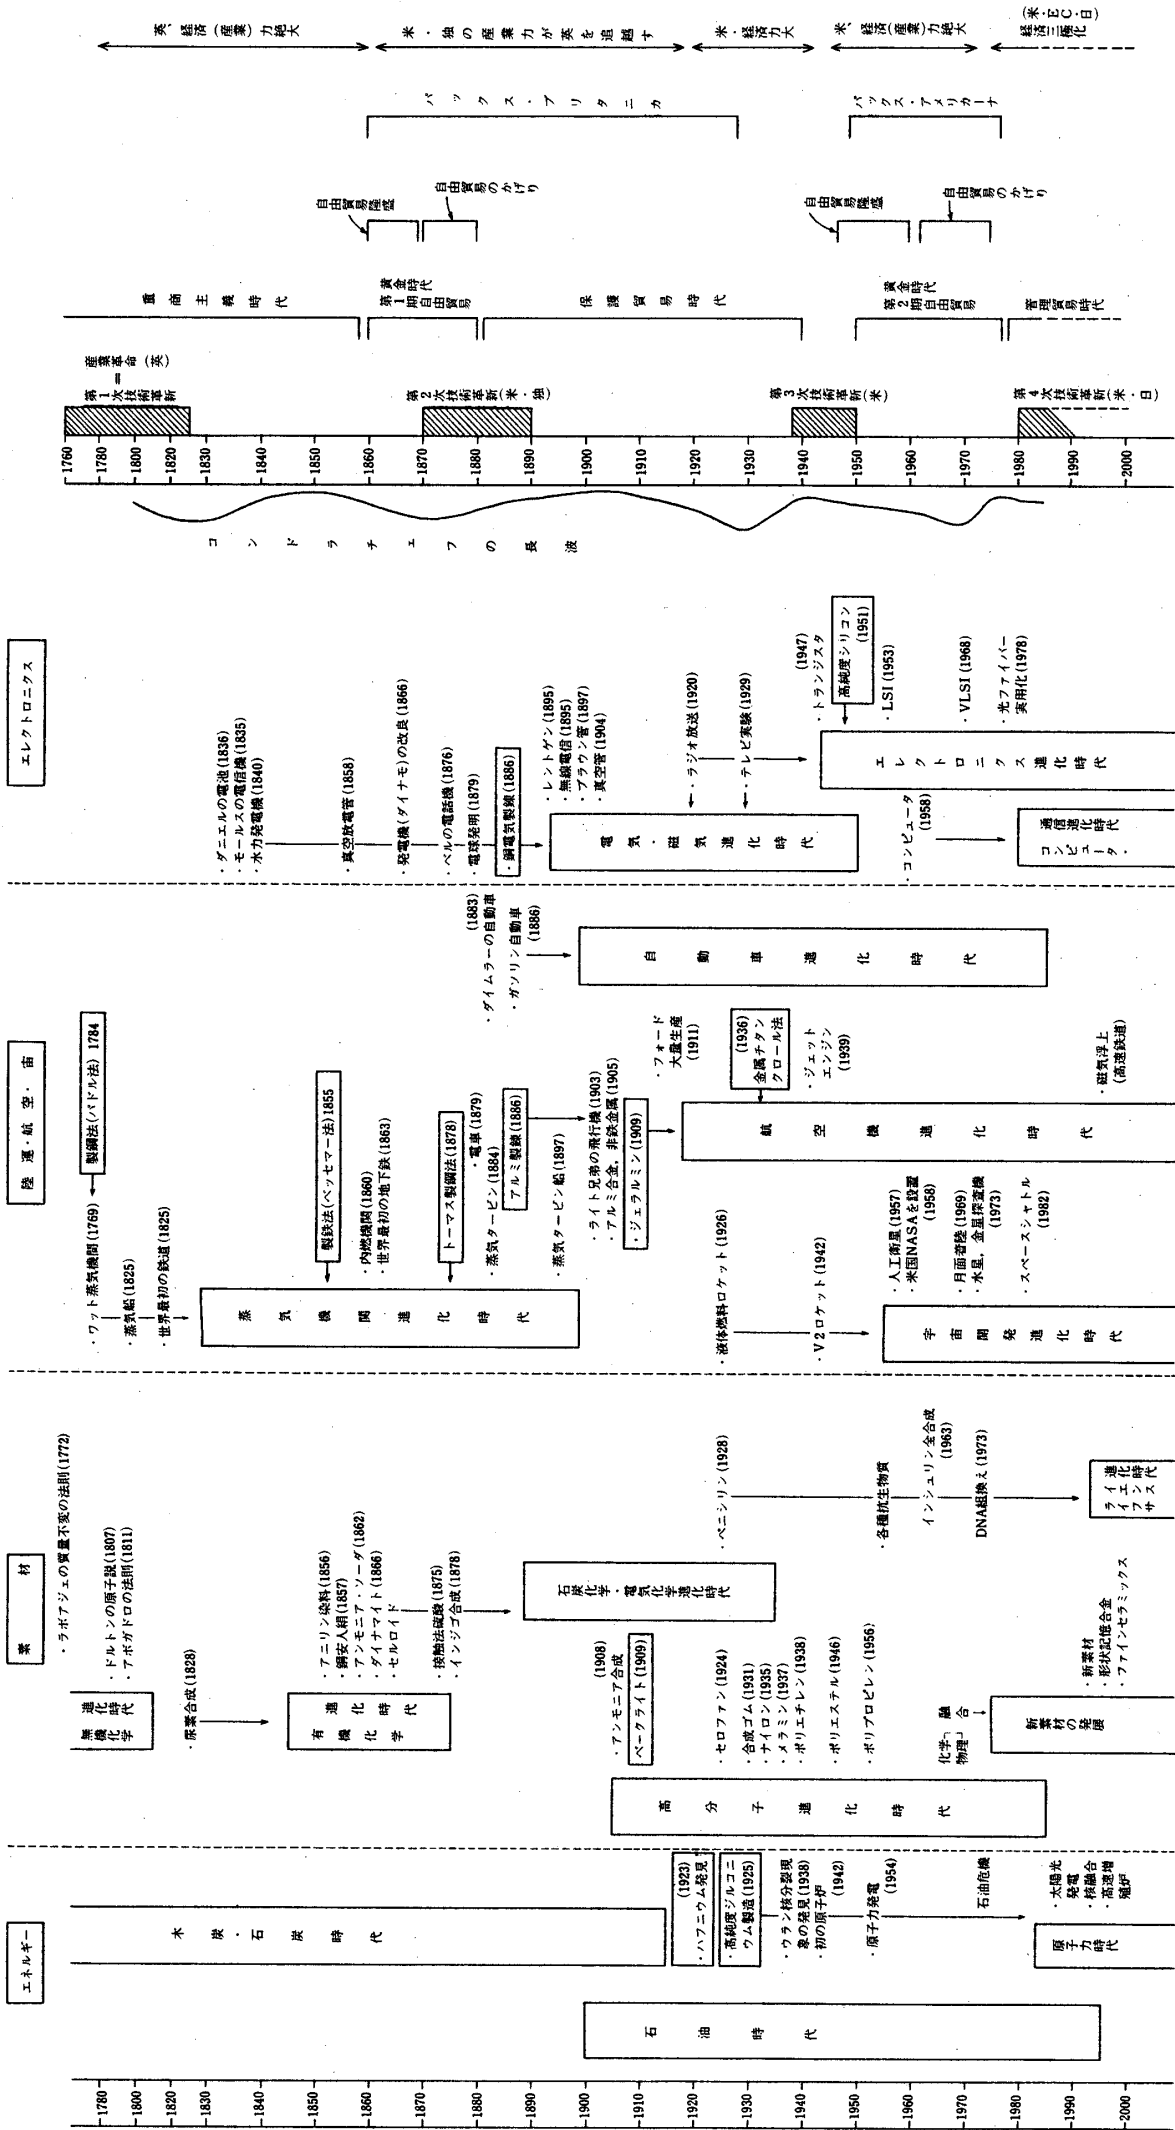 英、経済(産業)力絶大
米・独の産業力が英を追越す
米・経済力大
米、経済(産業)力絶大
(米・EC・日)
経済三極化
パックス・ブリタニカ
パックス・アメリカーナ
自由貿易隆盛
自由貿易のかげり
自由貿易隆盛
自由貿易のかげり
重商主義時代
黄金時代
第1期自由貿易
保護貿易時代
黄金時代
第2期自由貿易
管理貿易時代
産業革命(英)
=
第1次技術革新
第2次技術革新(米・独)
第3次技術革新(米)
第4次技術革新(米・日)
1760
1780
1800
1820
1830
1840
1850
1860
1870
1880
1890
1900
1910
1920
1930
1940
1950
1960
1970
1980
1990
2000
コンドラチェフの長波
エレクトロニクス
・ダニエルの電池(1836)
・モールスの電信機(1835)
・水力発電機(1840)
・真空放電管(1858)
・発電機(ダイナモ)の改良(1866)
・ベルの電話機(1876)
・電球発明(1879)
・銅電気製錬(1886)
・レントゲン(1895)
・無線電信(1895)
・ブラウン管(1897)
・真空管(1904)
・ラジオ放送(1920)
・テレビ実験(1929)
(1947)
・トランジスタ
高純度シリコン
(1951)
・LSI(1953)
・VLSI(1968)
・光ファイバー
実用化(1978)
電気・磁気進化時代
エレクトロニクス進化時代
・コンピュータ
(1958)
通信進化時代
コンピュータ・
陸運・航空・宙
製鋼法(パドル法) 1784
・ワット蒸気機関(1769)
・蒸気船(1825)
・世界最初の鉄道(1825)
製鉄法(ベッセマー法)1855
・内燃機関(1860)
・世界最初の地下鉄(1863)
トーマス製鋼法(1878)
・電車(1879)
・蒸気タービン(1884)
アルミ製錬(1886)
・蒸気タービン船(1897)
蒸気機関進化時代
(1883)
・ダイムラーの自動車
・ガソリン自動車
(1886)
自動車進化時代
・ライト兄弟の飛行機(1903)
・アルミ合金，非鉄金属(1905)
・ジェラルミン(1909)
・フォード
大量生産
(1911)
(1936)
金属チタン
クロール法
・ジェット
エンジン
(1939)
・磁気浮上
(高速鉄道)
航空機進化時代
・液体燃料ロケット(1926)
・V2ロケット(1942)
・人工衛星(1957)
・米国NASAを設置
(1958)
・月面着陸(1969)
・水星，金星探査機
(1973)
・スペースシャトル
(1982)
宇宙開発進化時代
素材
・ラボアジェの質量不変の法則(1772)
・ドルトンの原子説(1807)
・アボガドロの法則(1811)
進化時代
無機化学
・尿素合成(1828)
・アニリン染料(1856)
・銅安人絹(1857)
・アンモニア・ソーダ(1862)
・ダイナマイト(1866)
・セルロイド
・接触法硫酸(1875)
・インジゴ合成(1878)
進化時代
有機化学
石炭化学・電気化学進化時代
(1908)
・アンモニア合成
ベークライト(1909)
・セロファン(1924)
・合成ゴム(1931)
・ナイロン(1935)
・メラミン(1937)
・ポリエチレン(1938)
・ポリエステル(1946)
・ポリプロピレン(1956)
高分子進化時代
・ペニシリン(1928)
・各種抗生物質
インシュリン全合成
(1963)
DNA組換え(1973)
進化時代
ライフサイエンス
化学 融合
物理
新素材の発展
・新素材
・形状記憶合金
・ファインセラミックス
エネルギー
木炭・石炭時代
(1923)
・ハフニウム発見
・高純度ジルコニ
ウム製造(1925)
・ウラン核分裂現
象の発見(1938)
・初の原子炉
(1942)
・原子力発電
(1954)
石油危機
・太陽光
発電
・核融合
・高速増
殖炉
原子力時代
石油時代
1780
1800
1820
1830
1840
1850
1860
1870
1880
1890
1900
1910
1920
1930
1940
1950
1960
1970
1980
1990
2000